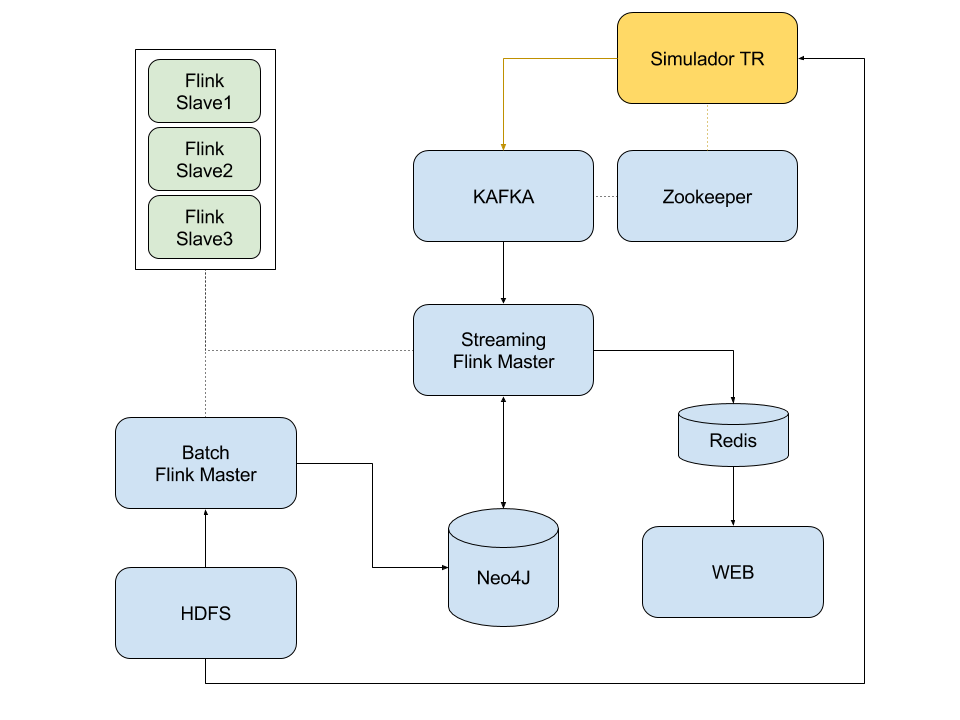 Simulador TR
Flink
Slave1
Flink
Slave2
Flink
Slave3
KAFKA
Zookeeper
Streaming
Flink Master
Redis
Batch
Flink Master
Neo4J
WEB
HDFS